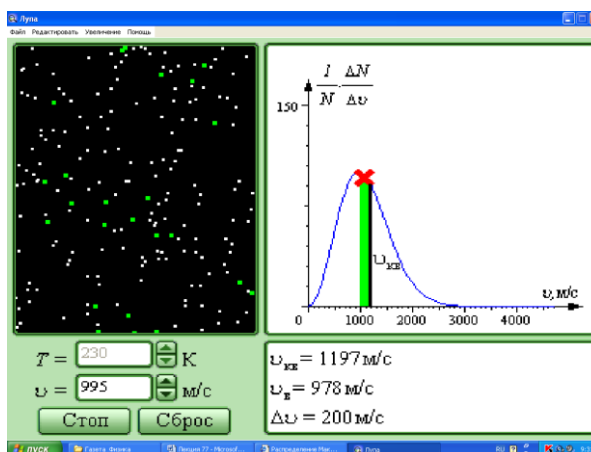 Лупа
Файл Редактировать Увеличение Помощь
1 ΔN
N Δυ
150
υкв
υ, м/с
0 1000 2000 3000 4000
T = 230 К
υ = 995 м/с
Стоп Сброс
υкв = 1197 м/с
υв = 978 м/с
Δυ = 200 м/с
пуск Газета Физика Лекция 77 - Microsof... Распределение Мак... Лупа RU